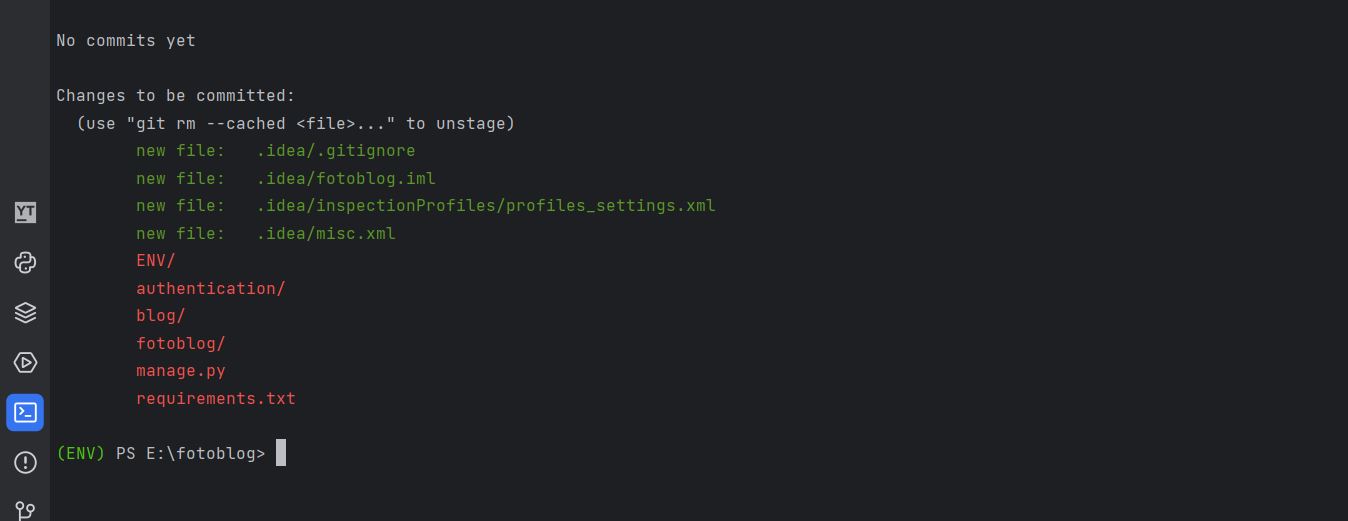 No commits yet
Changes to be committed:
(use "git rm --cached <file>..." to unstage)
new file:   .idea/.gitignore
new file:   .idea/fotoblog.iml
new file:   .idea/inspectionProfiles/profiles_settings.xml
new file:   .idea/misc.xml
ENV/
authentication/
blog/
fotoblog/
manage.py
requirements.txt
YT
(ENV) PS E:\fotoblog>